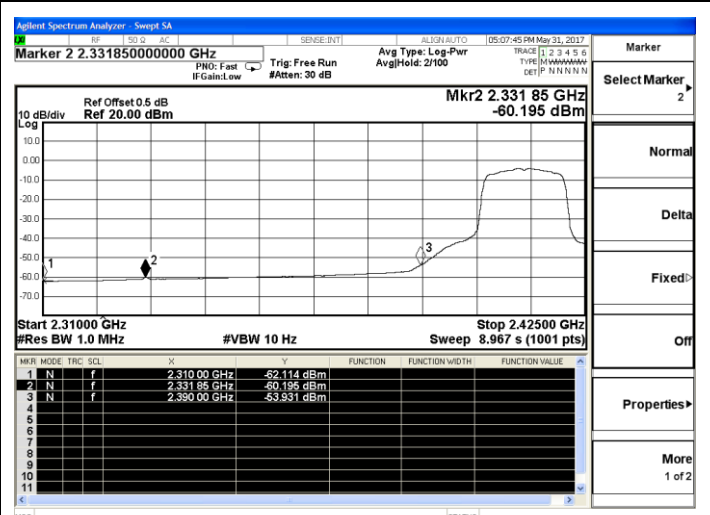 Agilent Spectrum Analyzer - Swept SA
RF 50 Ω AC SENSE:INT ALIGN AUTO 05:07:45 PM May 31, 2017
Marker 2 2.331850000000 GHz
PNO: Fast
IFGain:Low
Trig: Free Run
#Atten: 30 dB
Avg Type: Log-Pwr
Avg|Hold: 2/100
TRACE 1 2 3 4 5 6
TYPE M W W W W W
DET P N N N N N
Ref Offset 0.5 dB
10 dB/div Ref 20.00 dBm
Log
Mkr2 2.331 85 GHz
-60.195 dBm
10.0
0.00
-10.0
-20.0
-30.0
-40.0
-50.0
-60.0
-70.0
1
2
3
Start 2.31000 GHz Stop 2.42500 GHz
#Res BW 1.0 MHz #VBW 10 Hz Sweep 8.967 s (1001 pts)
MKR MODE TRC SCL X Y FUNCTION FUNCTION WIDTH FUNCTION VALUE
1 N f 2.310 00 GHz -62.114 dBm
2 N f 2.331 85 GHz -60.195 dBm
3 N f 2.390 00 GHz -53.931 dBm
4
5
6
7
8
9
10
11
Marker
Select Marker
2
Normal
Delta
Fixed
Off
Properties
More
1 of 2